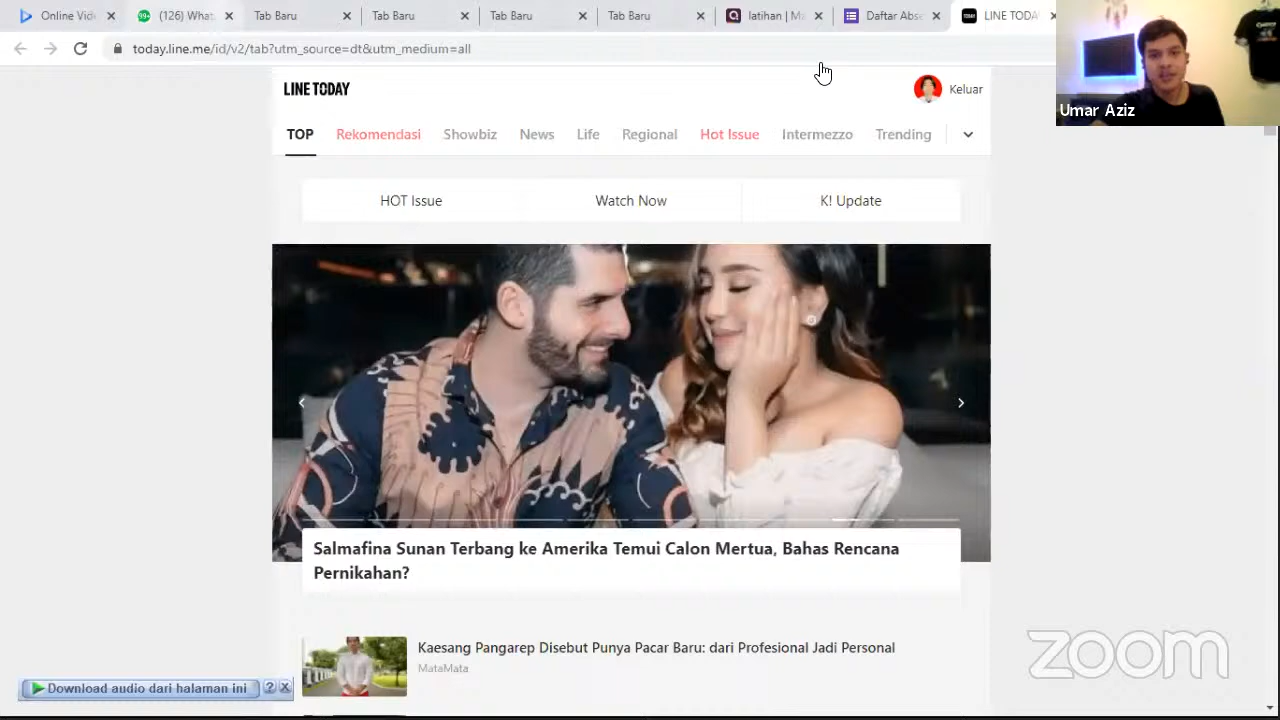 Online Vide
(126) What
Tab Baru
Tab Baru
Tab Baru
Tab Baru
latihan | Ma
Daftar Abse
LINE TODA
today.line.me/id/v2/tab?utm_source=dt&utm_medium=all
LINE TODAY
Keluar
Umar Aziz
TOP Rekomendasi Showbiz News Life Regional Hot Issue Intermezzo Trending
HOT Issue
Watch Now
K! Update
Salmafina Sunan Terbang ke Amerika Temui Calon Mertua, Bahas Rencana
Pernikahan?
Kaesang Pangarep Disebut Punya Pacar Baru: dari Profesional Jadi Personal
MataMata
Download audio dari halaman ini ?
zoom